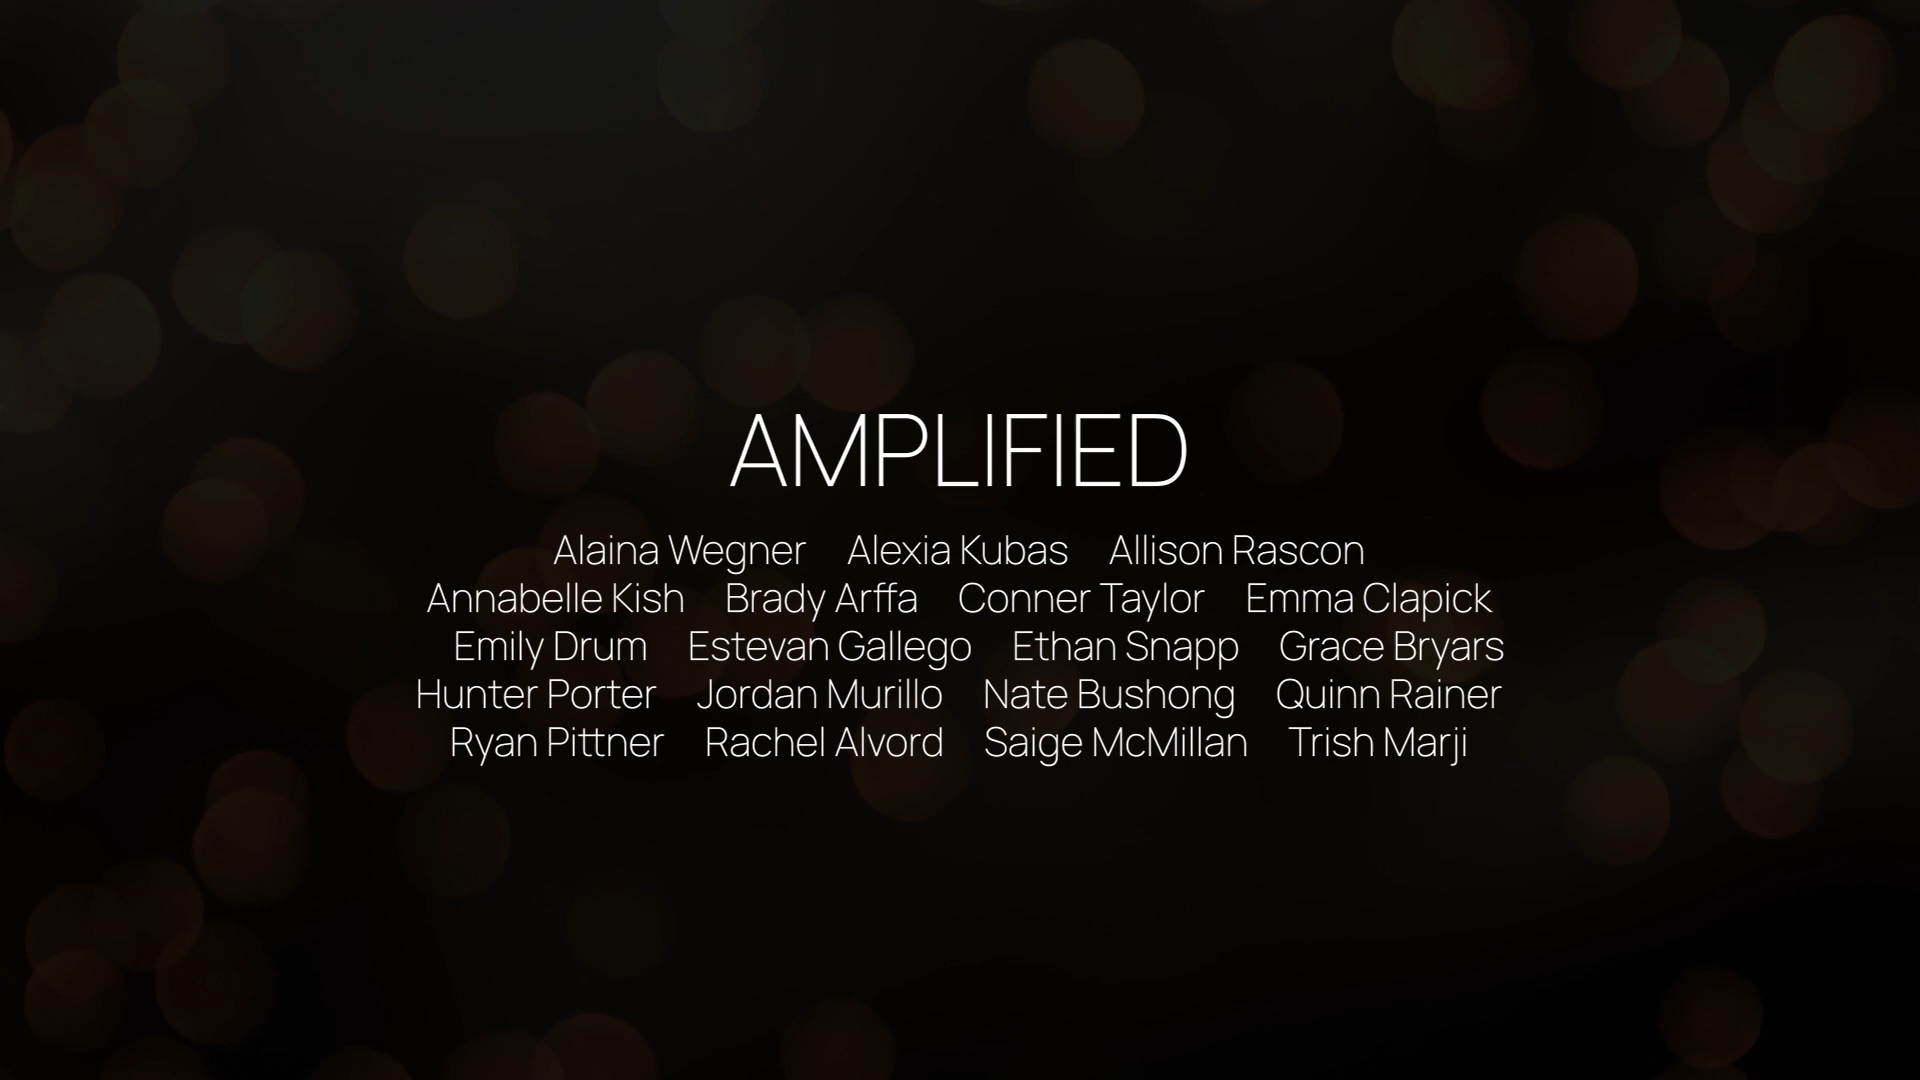 AMPLIFIED
Alaina Wegner Alexia Kubas Allison Rascon
Annabelle Kish Brady Arffa Conner Taylor Emma Clapick
Emily Drum Estevan Gallego Ethan Snapp Grace Bryars
Hunter Porter Jordan Murillo Nate Bushong Quinn Rainer
Ryan Pittner Rachel Alvord Saige McMillan Trish Marji